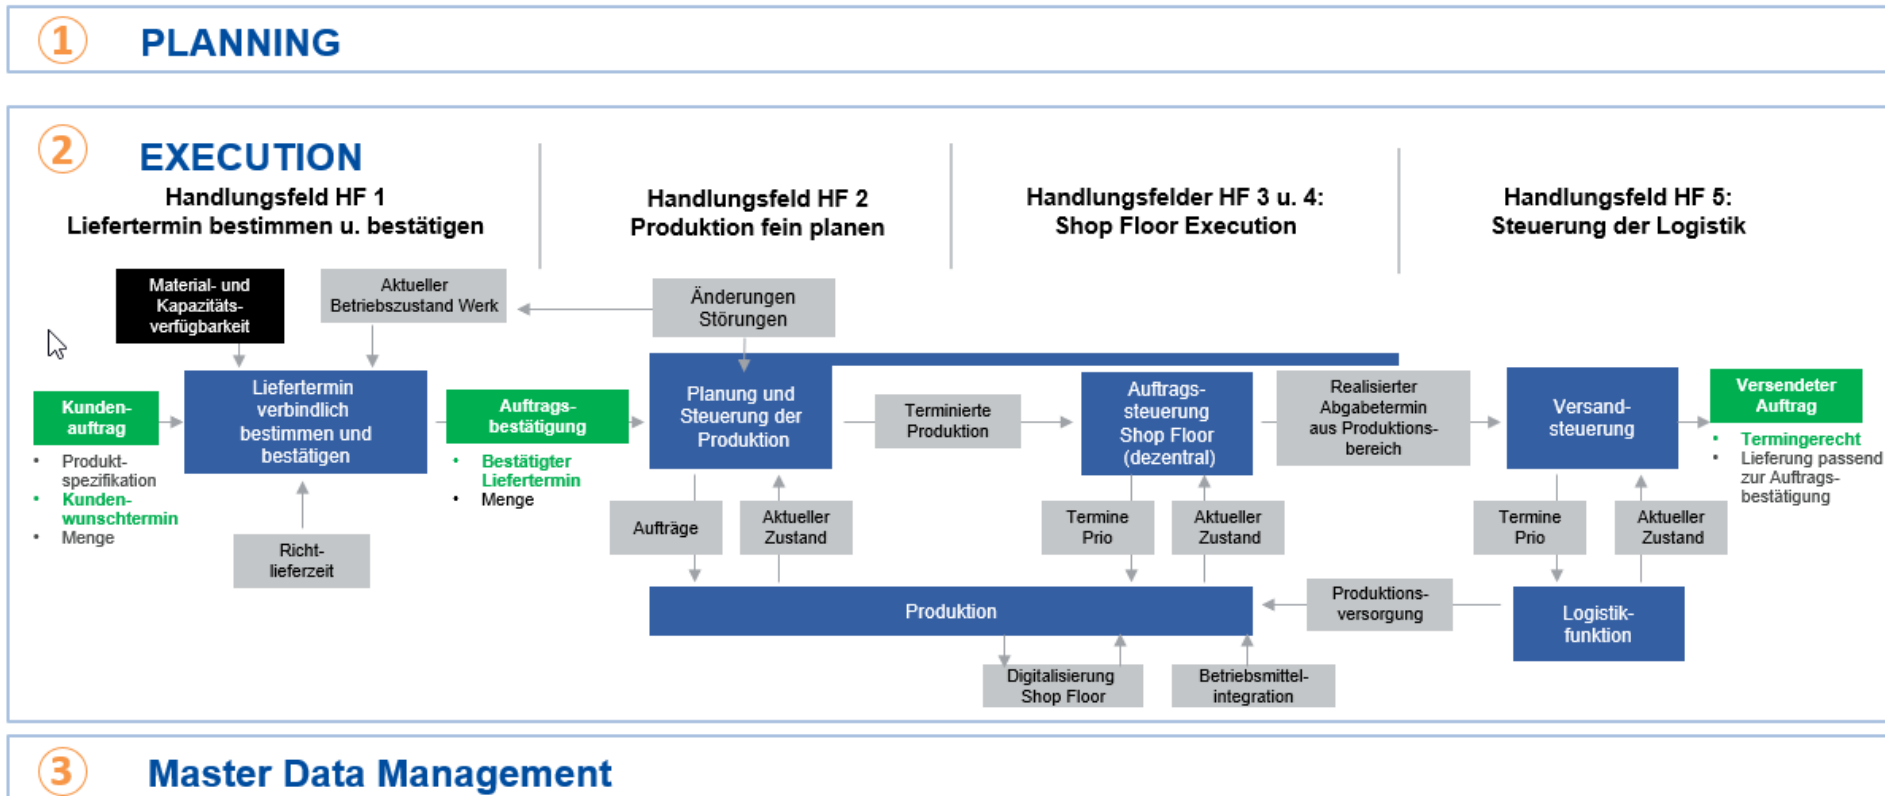 1 PLANNING
2 EXECUTION
Handlungsfeld HF 1
Liefertermin bestimmen u. bestätigen
Handlungsfeld HF 2
Produktion fein planen
Handlungsfelder HF 3 u. 4:
Shop Floor Execution
Handlungsfeld HF 5:
Steuerung der Logistik
Material- und
Kapazitäts-
verfügbarkeit
Aktueller
Betriebszustand Werk
Änderungen
Störungen
Kunden-
auftrag
• Produkt-
spezifikation
• Kunden-
wunschtermin
• Menge
Liefertermin
verbindlich
bestimmen und
bestätigen
Richt-
lieferzeit
Auftrags-
bestätigung
• Bestätigter
Liefertermin
• Menge
Planung und
Steuerung der
Produktion
Terminierte
Produktion
Auftrags-
steuerung
Shop Floor
(dezentral)
Realisierter
Abgabetermin
aus Produktions-
bereich
Versand-
steuerung
Versendeter
Auftrag
• Termingerecht
• Lieferung passend
zur Auftrags-
bestätigung
Aufträge
Aktueller
Zustand
Termine
Prio
Aktueller
Zustand
Termine
Prio
Aktueller
Zustand
Produktion
Produktions-
versorgung
Logistik-
funktion
Digitalisierung
Shop Floor
Betriebsmittel-
integration
3 Master Data Management